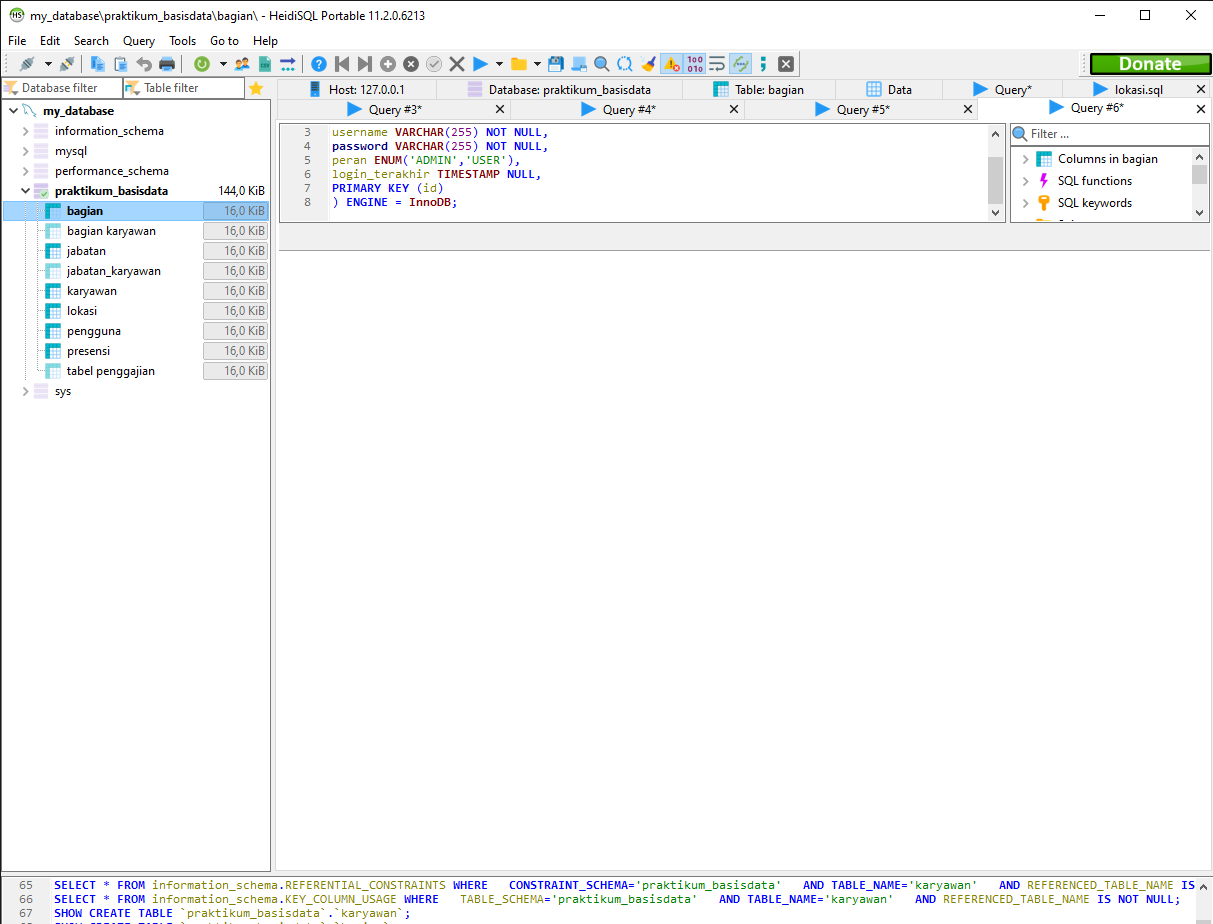 my_database\praktikum_basisdata\bagian\ - HeidiSQL Portable 11.2.0.6213
File Edit Search Query Tools Go to Help
Donate
Database filter Table filter
Host: 127.0.0.1 Database: praktikum_basisdata Table: bagian Data Query* lokasi.sql
Query #3* Query #4* Query #5* Query #6*
my_database
information_schema
mysql
performance_schema
praktikum_basisdata 144,0 KiB
bagian 16,0 KiB
bagian karyawan 16,0 KiB
jabatan 16,0 KiB
jabatan_karyawan 16,0 KiB
karyawan 16,0 KiB
lokasi 16,0 KiB
pengguna 16,0 KiB
presensi 16,0 KiB
tabel penggajian 16,0 KiB
sys
3 username VARCHAR(255) NOT NULL,
4 password VARCHAR(255) NOT NULL,
5 peran ENUM('ADMIN','USER'),
6 login_terakhir TIMESTAMP NULL,
7 PRIMARY KEY (id)
8 ) ENGINE = InnoDB;
Filter ...
Columns in bagian
SQL functions
SQL keywords
65 SELECT * FROM information_schema.REFERENTIAL_CONSTRAINTS WHERE CONSTRAINT_SCHEMA='praktikum_basisdata' AND TABLE_NAME='karyawan' AND REFERENCED_TABLE_NAME IS
66 SELECT * FROM information_schema.KEY_COLUMN_USAGE WHERE TABLE_SCHEMA='praktikum_basisdata' AND TABLE_NAME='karyawan' AND REFERENCED_TABLE_NAME IS NOT NULL;
67 SHOW CREATE TABLE `praktikum_basisdata`.`karyawan`;